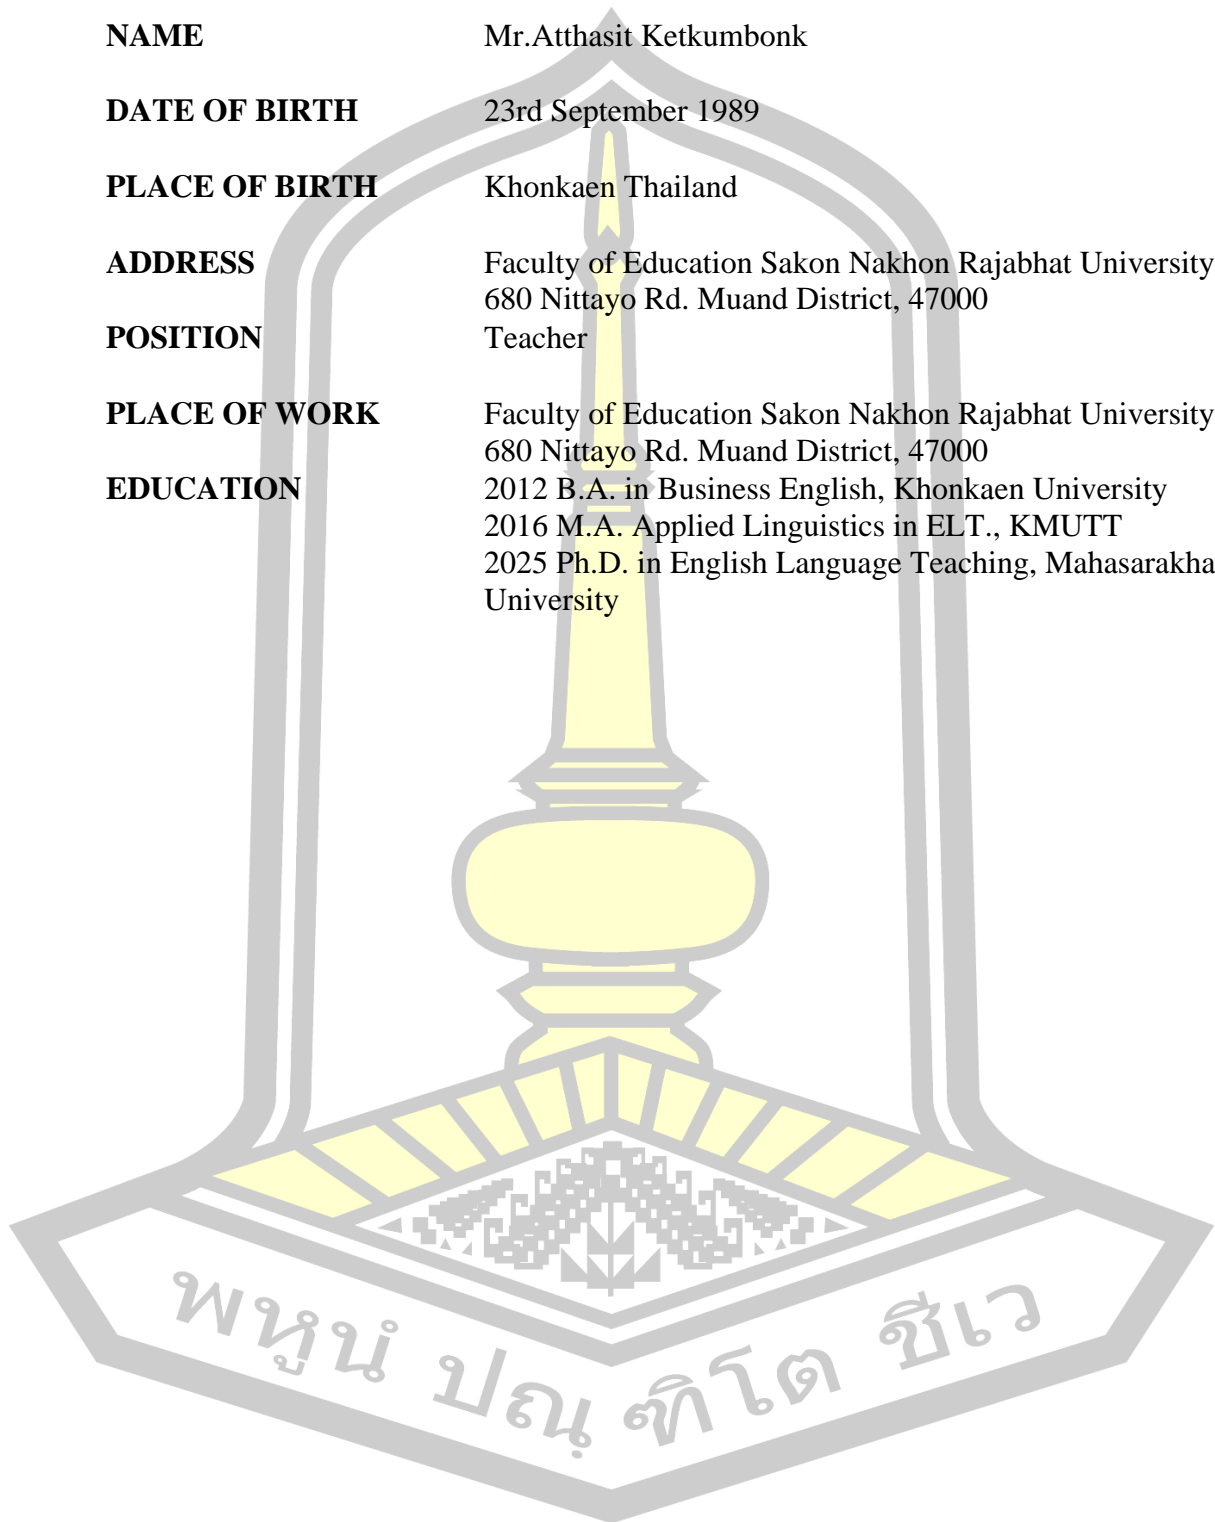 NAME Mr.Atthasit Ketkumbonk
DATE OF BIRTH 23rd September 1989
PLACE OF BIRTH Khonkaen Thailand
ADDRESS Faculty of Education Sakon Nakhon Rajabhat University
680 Nittayo Rd. Muand District, 47000
POSITION Teacher
PLACE OF WORK Faculty of Education Sakon Nakhon Rajabhat University
680 Nittayo Rd. Muand District, 47000
EDUCATION 2012 B.A. in Business English, Khonkaen University
2016 M.A. Applied Linguistics in ELT., KMUTT
2025 Ph.D. in English Language Teaching, Mahasarakha
University
พหูนํ ปณฺฑิโต ชีเว